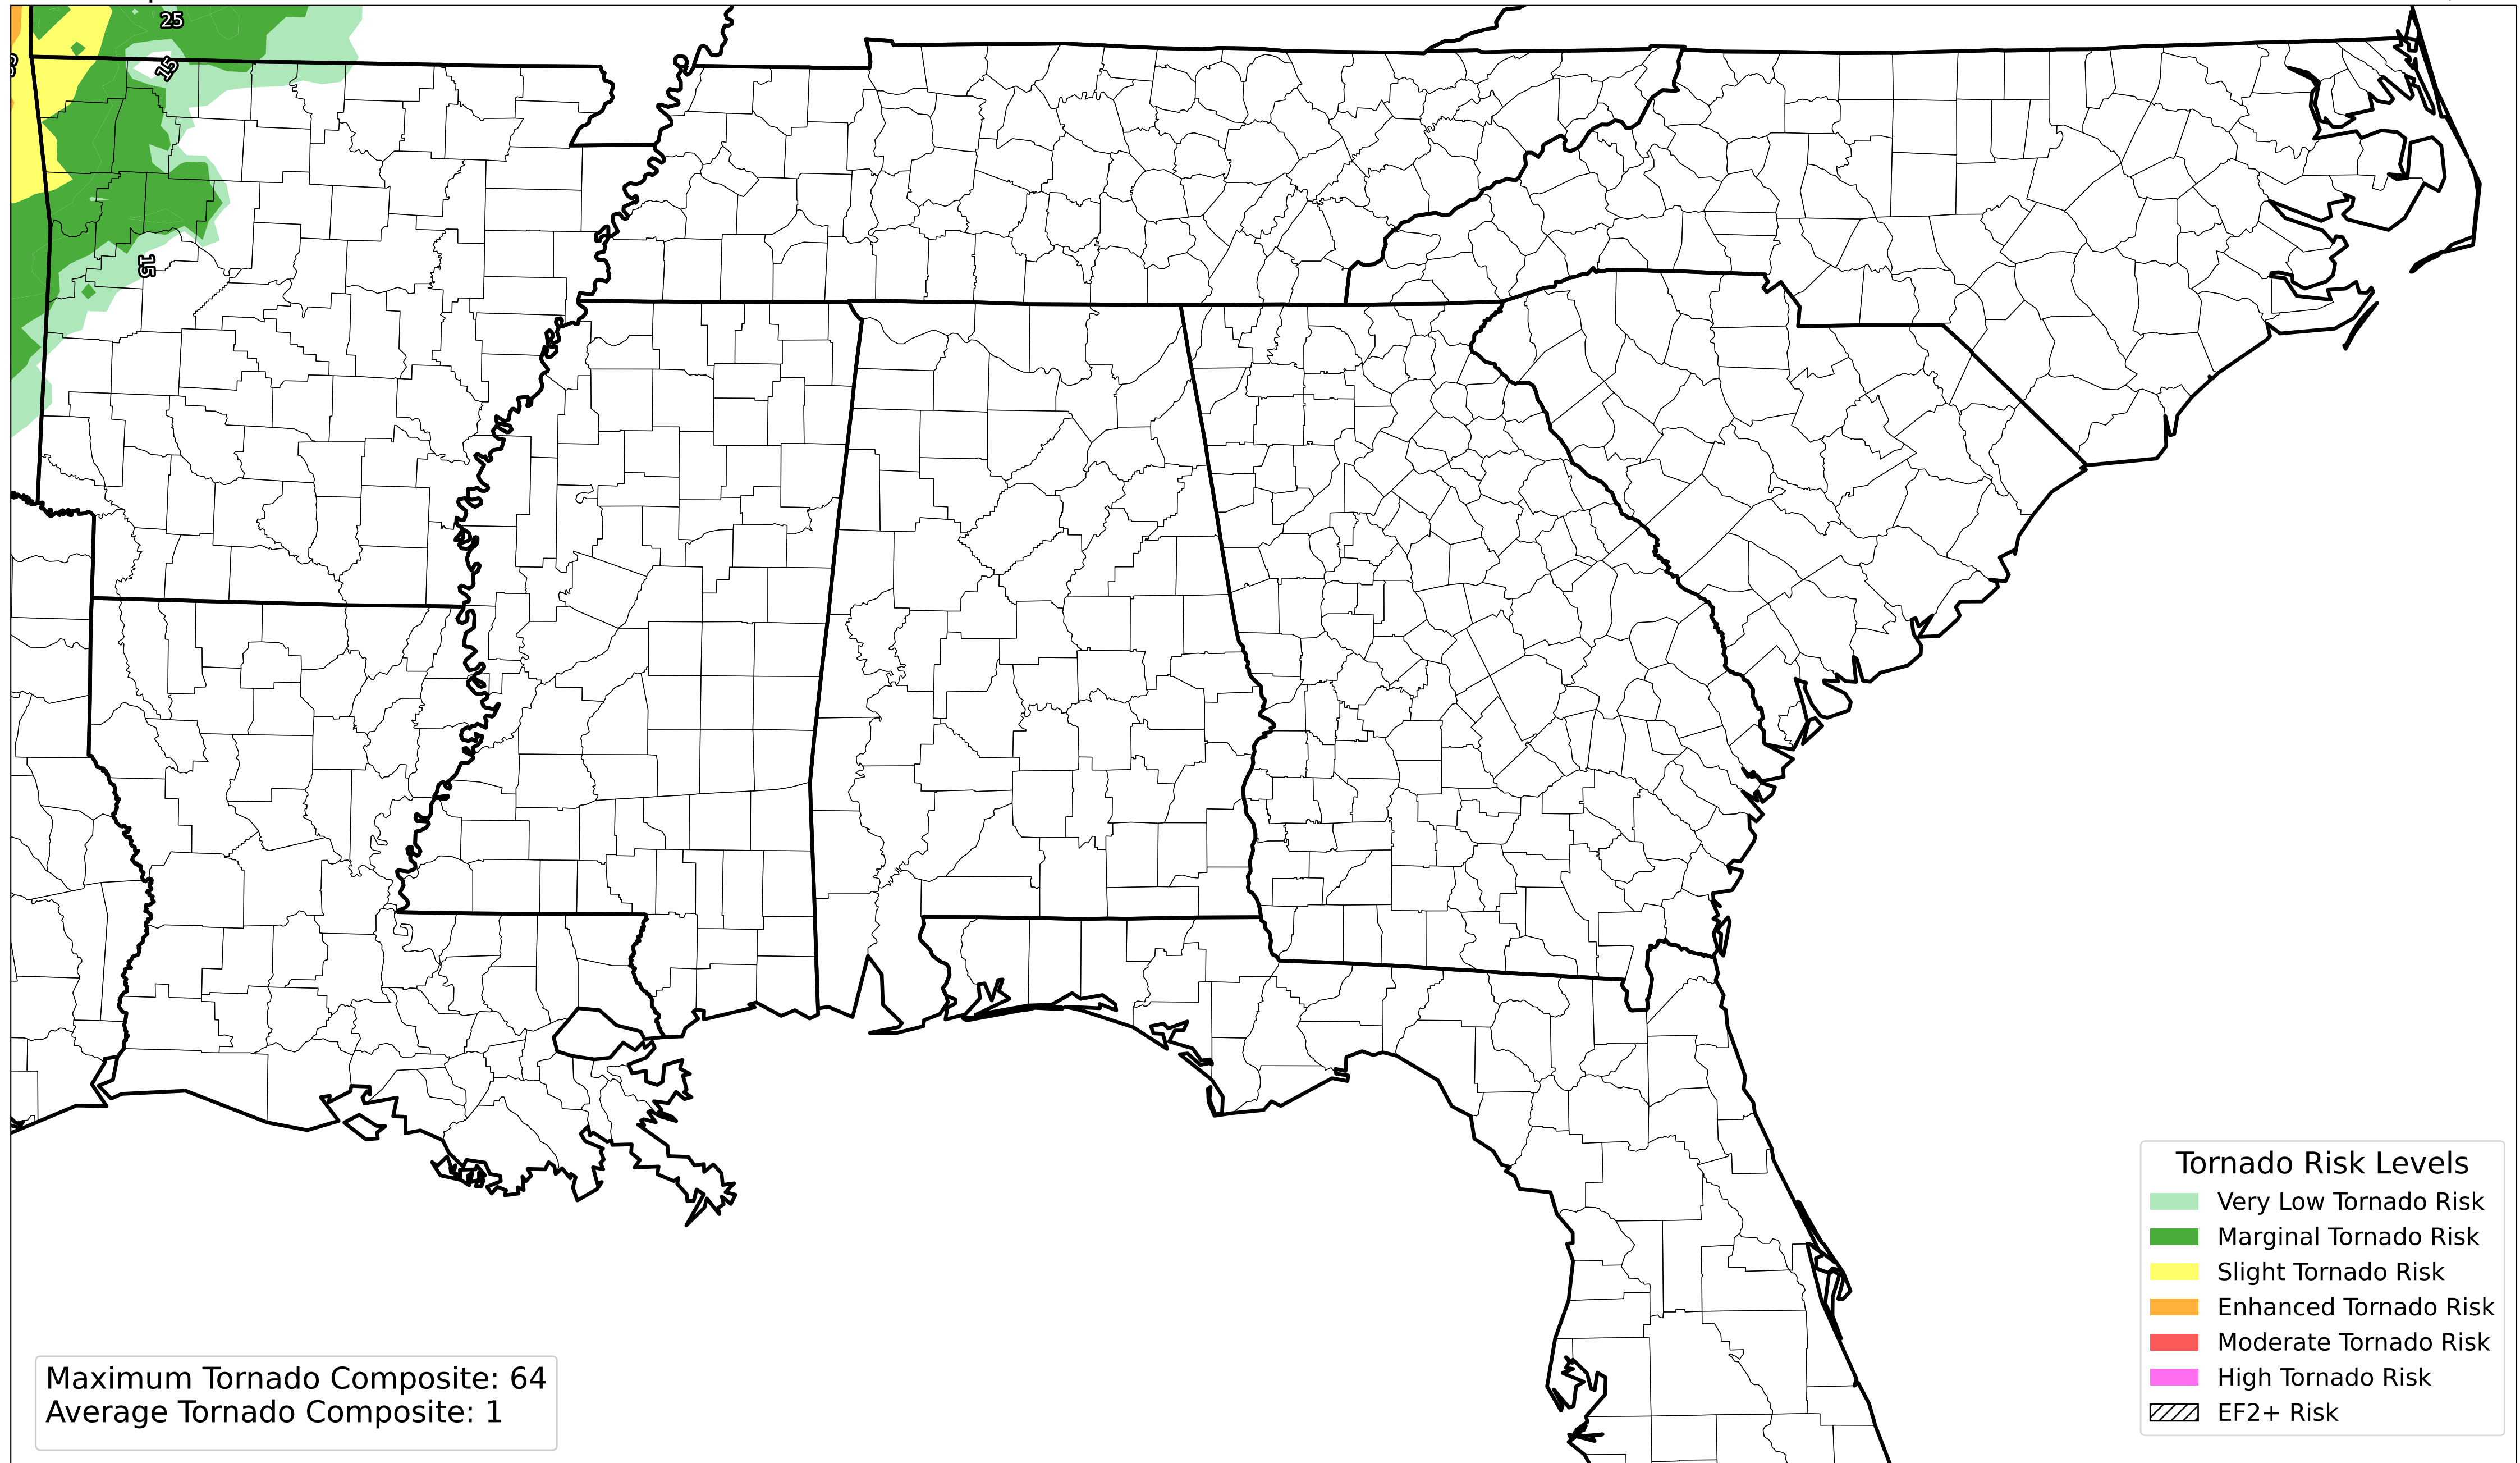 25
15
15
Maximum Tornado Composite: 64
Average Tornado Composite: 1
Tornado Risk Levels
Very Low Tornado Risk
Marginal Tornado Risk
Slight Tornado Risk
Enhanced Tornado Risk
Moderate Tornado Risk
High Tornado Risk
EF2+ Risk